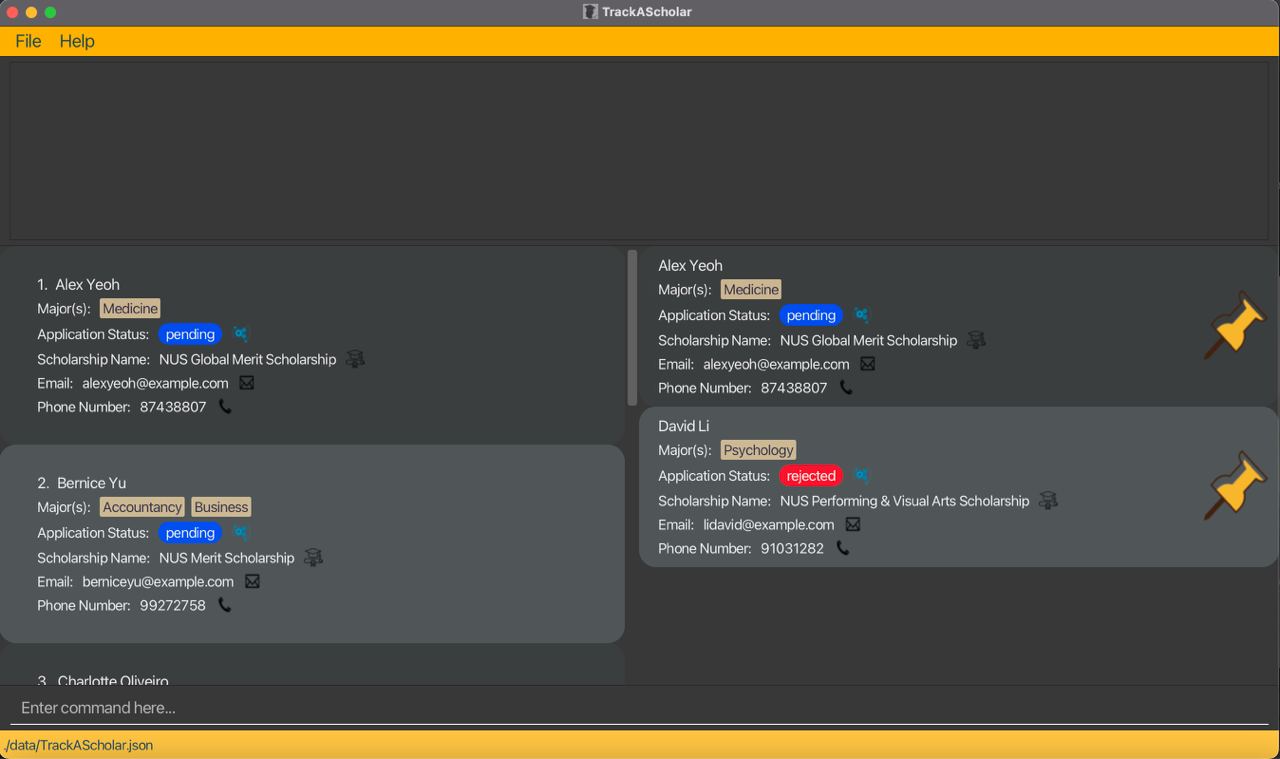 TrackAScholar
File Help
1. Alex Yeoh
Major(s): Medicine
Application Status: pending
Scholarship Name: NUS Global Merit Scholarship
Email: alexyeoh@example.com
Phone Number: 87438807
2. Bernice Yu
Major(s): Accountancy Business
Application Status: pending
Scholarship Name: NUS Merit Scholarship
Email: berniceyu@example.com
Phone Number: 99272758
3. Charlotte Oliveiro
Alex Yeoh
Major(s): Medicine
Application Status: pending
Scholarship Name: NUS Global Merit Scholarship
Email: alexyeoh@example.com
Phone Number: 87438807
David Li
Major(s): Psychology
Application Status: rejected
Scholarship Name: NUS Performing & Visual Arts Scholarship
Email: lidavid@example.com
Phone Number: 91031282
Enter command here...
./data/TrackAScholar.json